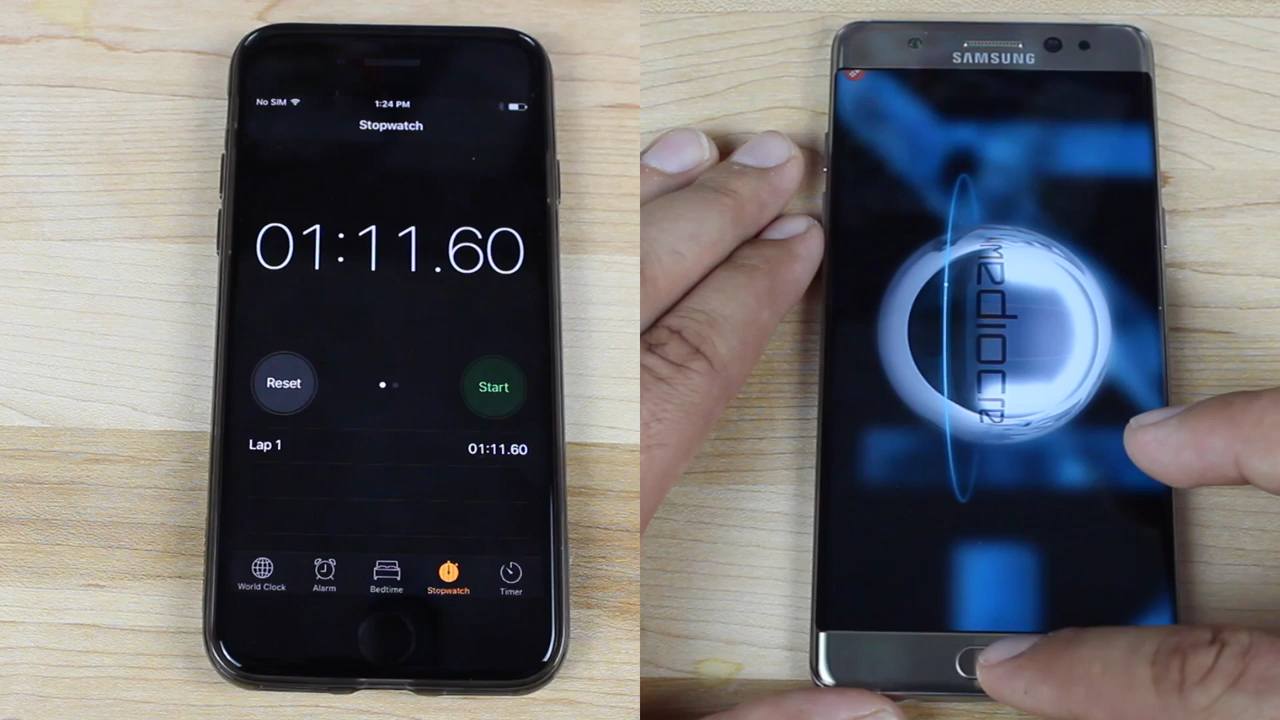 No SIM
1:24 PM
Stopwatch
01:11.60
Reset
Start
Lap 1
01:11.60
World Clock
Alarm
Bedtime
Stopwatch
Timer
SAMSUNG
mediocre